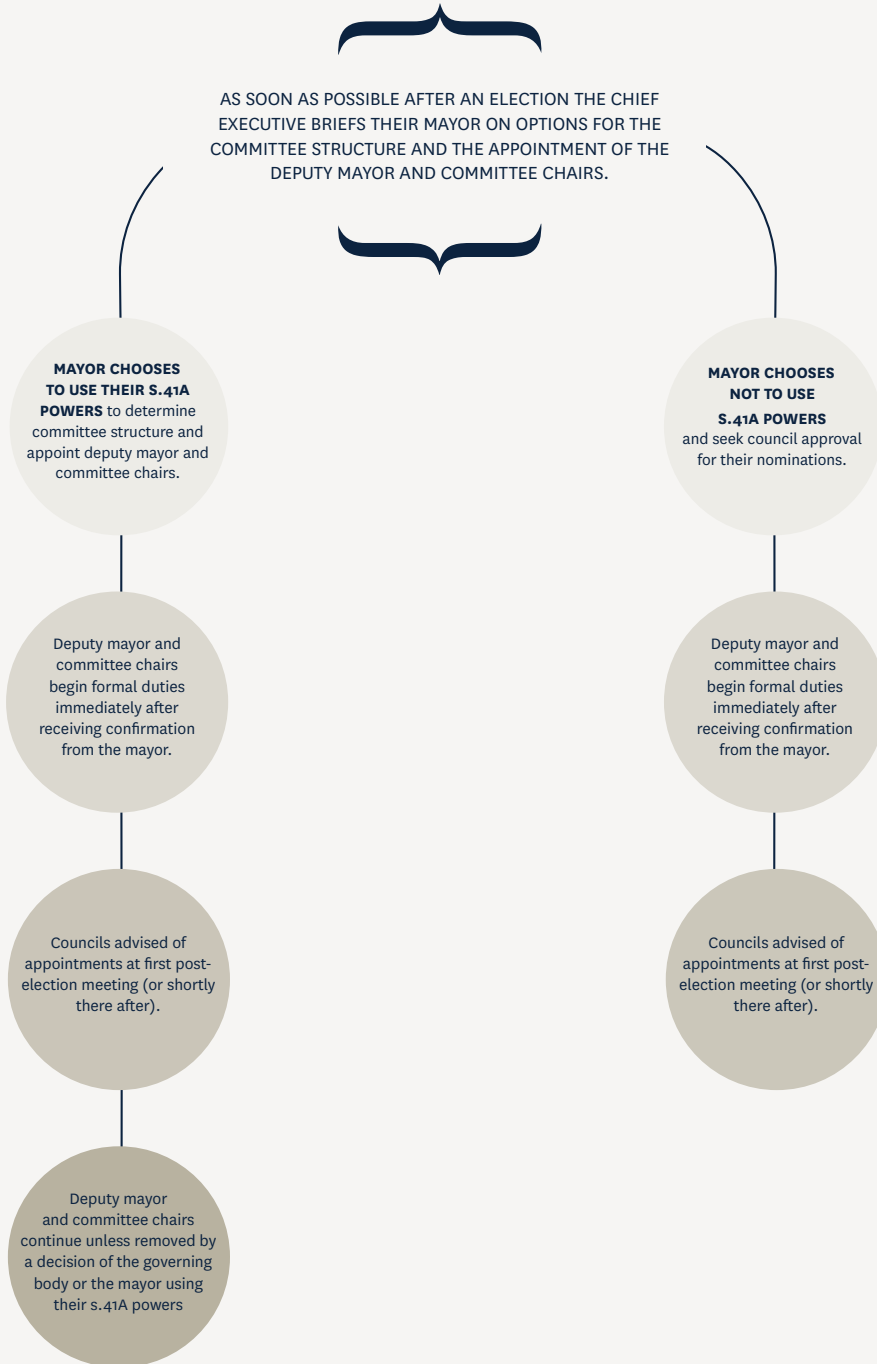 AS SOON AS POSSIBLE AFTER AN ELECTION THE CHIEF
EXECUTIVE BRIEFS THEIR MAYOR ON OPTIONS FOR THE
COMMITTEE STRUCTURE AND THE APPOINTMENT OF THE
DEPUTY MAYOR AND COMMITTEE CHAIRS.
MAYOR CHOOSES
TO USE THEIR S.41A
POWERS to determine
committee structure and
appoint deputy mayor and
committee chairs.
Deputy mayor and
committee chairs
begin formal duties
immediately after
receiving confirmation
from the mayor.
Councils advised of
appointments at first post-
election meeting (or shortly
there after).
Deputy mayor
and committee chairs
continue unless removed by
a decision of the governing
body or the mayor using
their s.41A powers
MAYOR CHOOSES
NOT TO USE
S.41A POWERS
and seek council approval
for their nominations.
Deputy mayor and
committee chairs
begin formal duties
immediately after
receiving confirmation
from the mayor.
Councils advised of
appointments at first post-
election meeting (or shortly
there after).